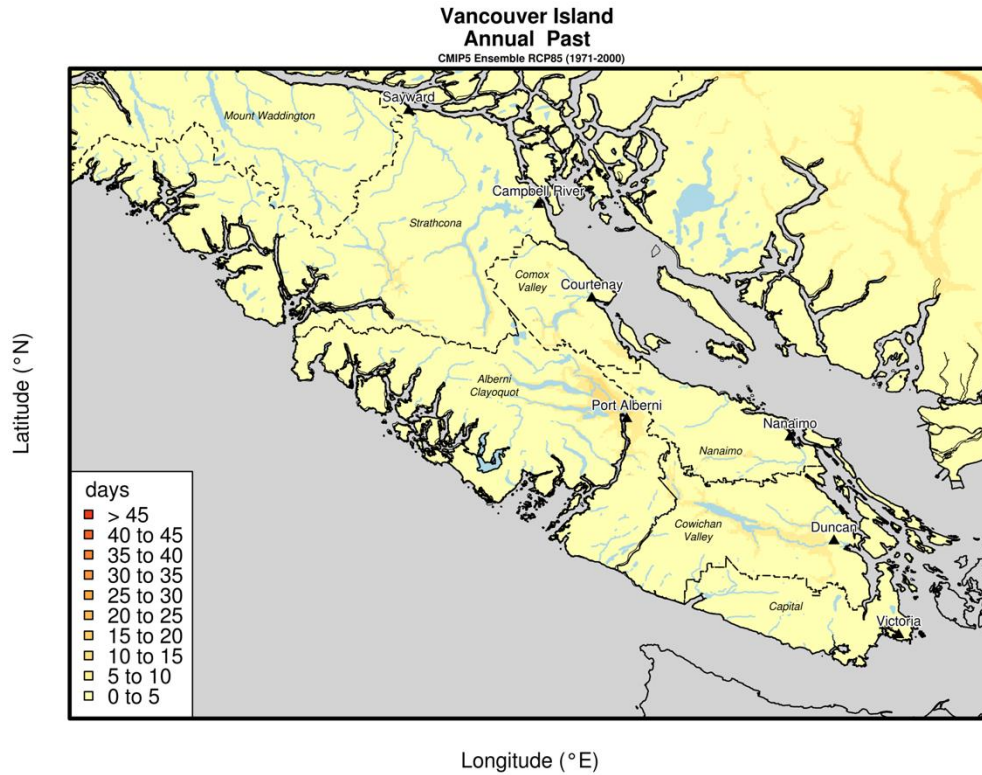 Vancouver Island
Annual Past
CMIP5 Ensemble RCP85 (1971-2000)
Sayward
Mount Waddington
Campbell River
Strathcona
Comox
Valley
Courtenay
Alberni
Clayoquot
Port Alberni
Nanaimo
Nanaimo
Cowichan
Valley
Duncan
Capital
Victoria
Latitude (°N)
days
> 45
40 to 45
35 to 40
30 to 35
25 to 30
20 to 25
15 to 20
10 to 15
5 to 10
0 to 5
Longitude (°E)